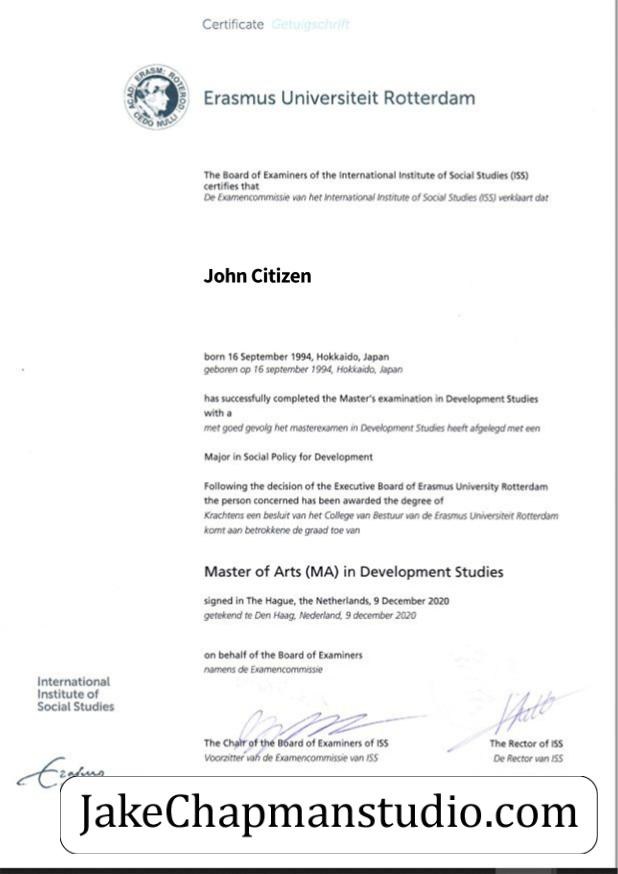 Certificate Getuigschrift
ACAD: ERASM: ROTEROD:
CEDO NULLI
Erasmus Universiteit Rotterdam
The Board of Examiners of the International Institute of Social Studies (ISS)
certifies that
De Examencommissie van het International Institute of Social Studies (ISS) verklaart dat
John Citizen
born 16 September 1994, Hokkaido, Japan
geboren op 16 september 1994, Hokkaido, Japan
has successfully completed the Master's examination in Development Studies
with a
met goed gevolg het masterexamen in Development Studies heeft afgelegd met een
Major in Social Policy for Development
Following the decision of the Executive Board of Erasmus University Rotterdam
the person concerned has been awarded the degree of
Krachtens een besluit van het College van Bestuur van de Erasmus Universiteit Rotterdam
komt aan betrokkene de graad toe van
Master of Arts (MA) in Development Studies
signed in The Hague, the Netherlands, 9 December 2020
getekend te Den Haag, Nederland, 9 december 2020
on behalf of the Board of Examiners
namens de Examencommissie
International
Institute of
Social Studies
The Chair of the Board of Examiners of ISS
Voorzitter van de Examencommissie van ISS
The Rector of ISS
De Rector van ISS
Erasmus
JakeChapmanstudio.com